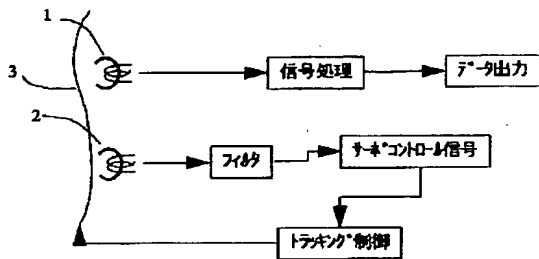 1
3
信号処理
データ出力
2
フィルタ
サーボコントロール信号
トラッキング制御